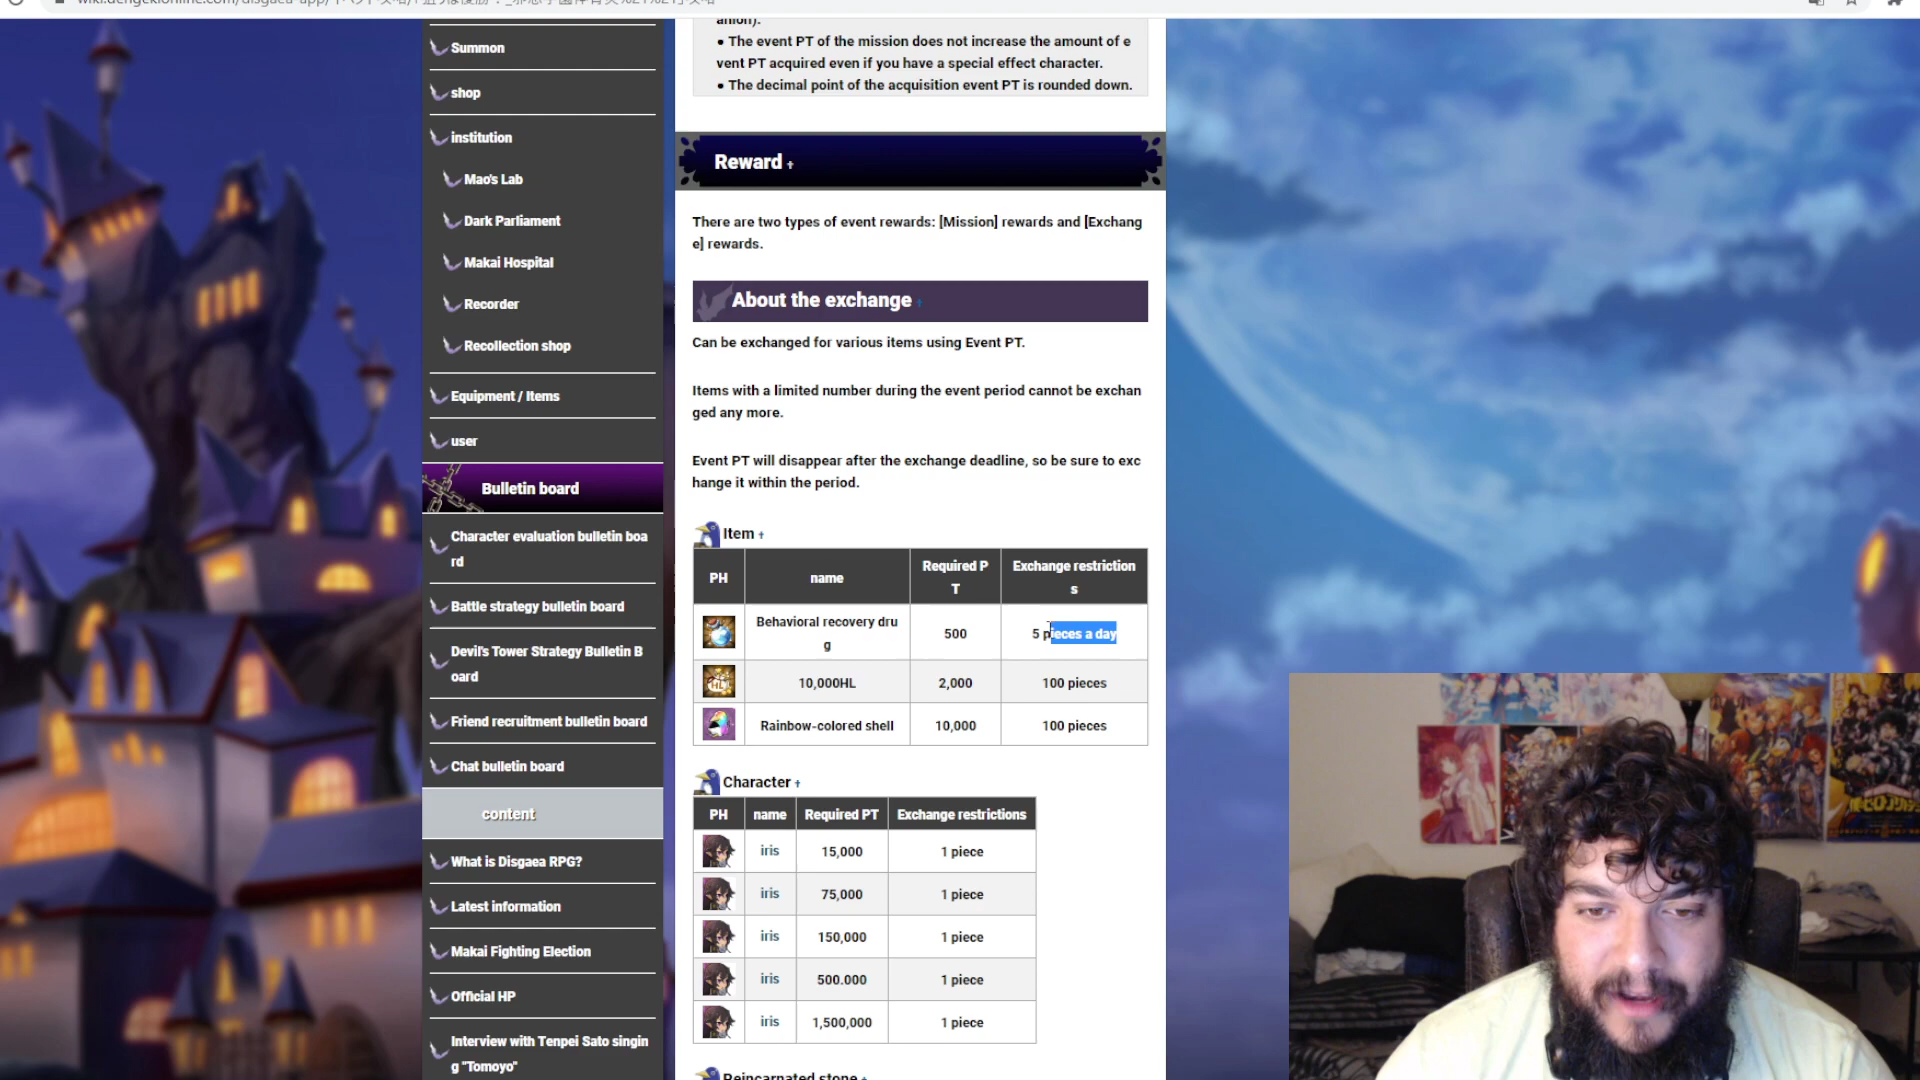 Summon
shop
institution
Mao's Lab
Dark Parliament
Makai Hospital
Recorder
Recollection shop
Equipment / Items
user
Bulletin board
Character evaluation bulletin boa
rd
Battle strategy bulletin board
Devil's Tower Strategy Bulletin B
oard
Friend recruitment bulletin board
Chat bulletin board
content
What is Disgaea RPG?
Latest information
Makai Fighting Election
Official HP
Interview with Tenpei Sato singin
g "Tomoyo"
anion).
• The event PT of the mission does not increase the amount of e
vent PT acquired even if you have a special effect character.
• The decimal point of the acquisition event PT is rounded down.
Reward †
There are two types of event rewards: [Mission] rewards and [Exchang
e] rewards.
About the exchange †
Can be exchanged for various items using Event PT.
Items with a limited number during the event period cannot be exchan
ged any more.
Event PT will disappear after the exchange deadline, so be sure to exc
hange it within the period.
Item †
PH name Required P
T Exchange restriction
s
Behavioral recovery dru
g 500 5 pieces a day
10,000HL 2,000 100 pieces
Rainbow-colored shell 10,000 100 pieces
Character †
PH name Required PT Exchange restrictions
iris 15,000 1 piece
iris 75,000 1 piece
iris 150,000 1 piece
iris 500.000 1 piece
iris 1,500,000 1 piece
Reincarnated stone †